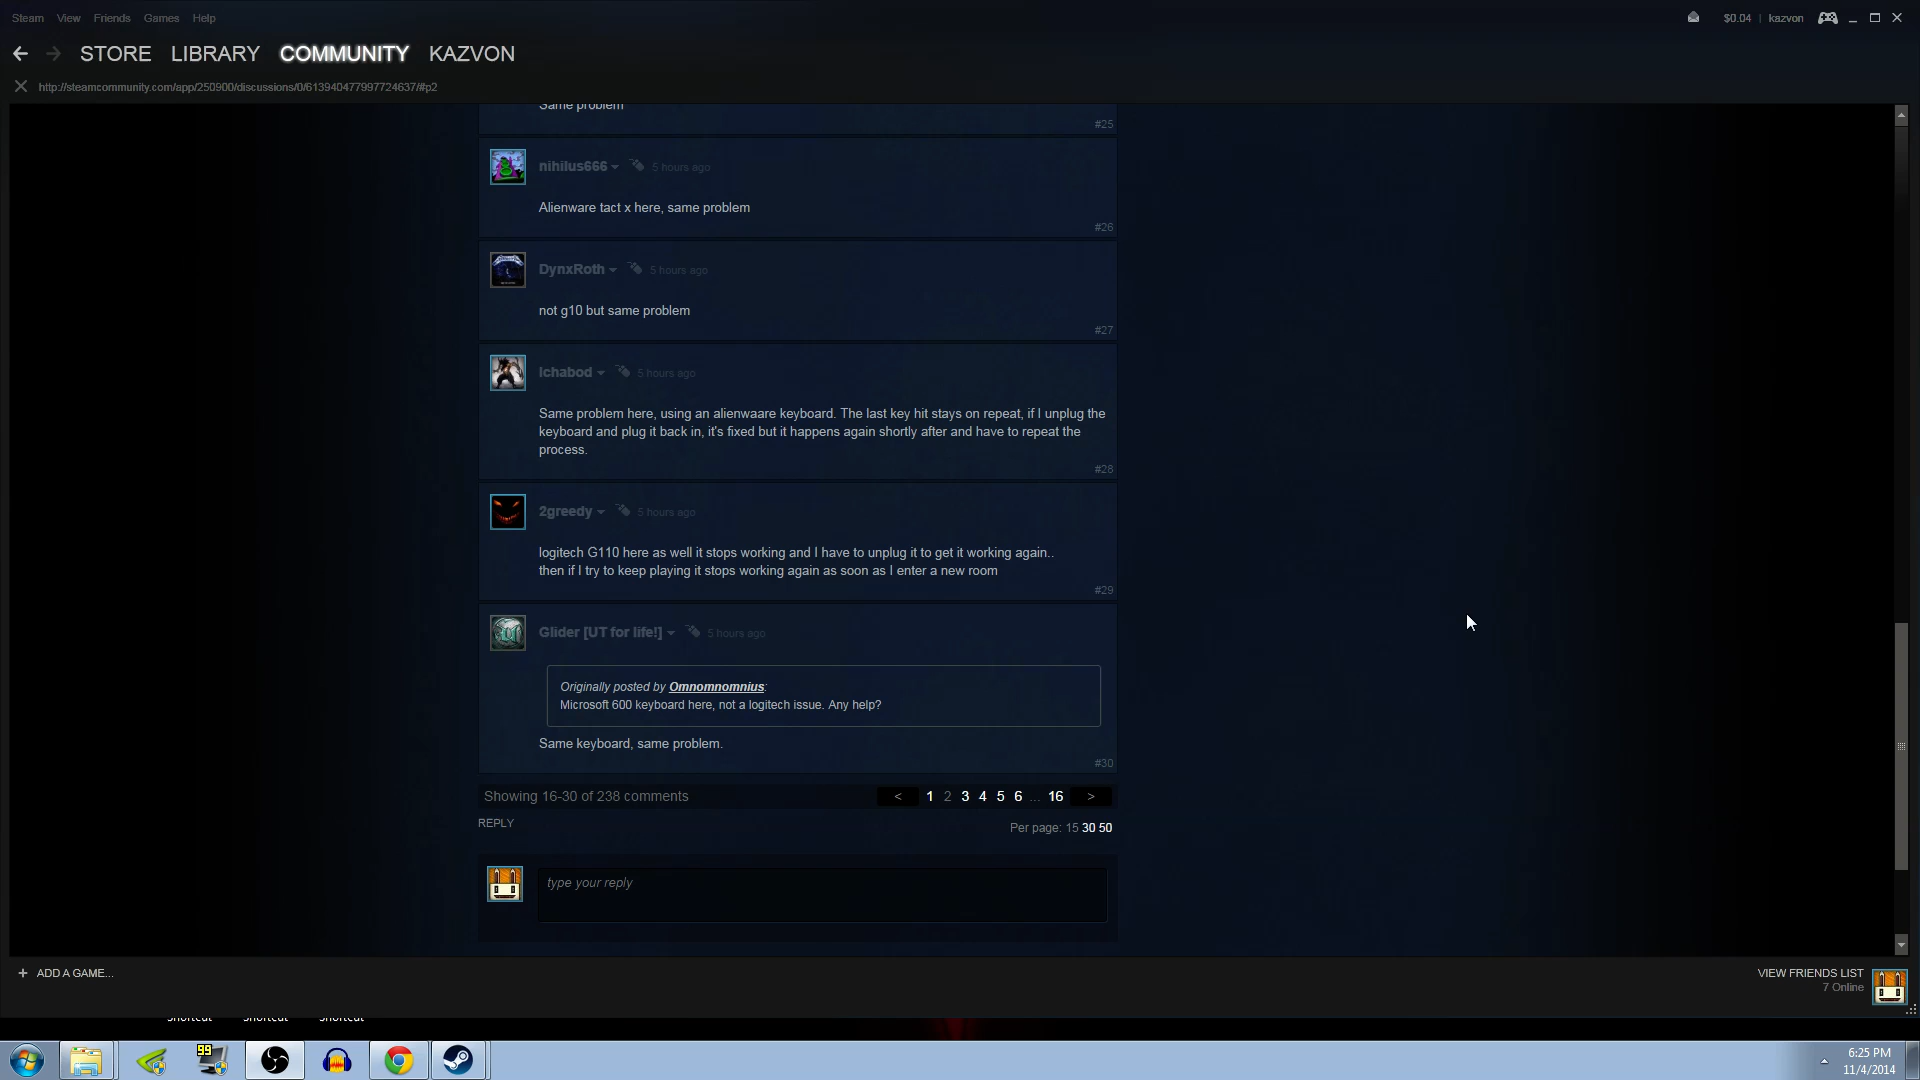 Steam View Friends Games Help
$0.04 | kazvon
STORE LIBRARY COMMUNITY KAZVON
http://steamcommunity.com/app/250900/discussions/0/613940477997724637/#p2
Same problem
#25
nihilus666 5 hours ago
Alienware tact x here, same problem
#26
DynxRoth 5 hours ago
not g10 but same problem
#27
Ichabod 5 hours ago
Same problem here, using an alienwaare keyboard. The last key hit stays on repeat, if I unplug the
keyboard and plug it back in, it's fixed but it happens again shortly after and have to repeat the
process.
#28
2greedy 5 hours ago
logitech G110 here as well it stops working and I have to unplug it to get it working again..
then if I try to keep playing it stops working again as soon as I enter a new room
#29
Glider [UT for life!] 5 hours ago
Originally posted by Omnomnomnius:
Microsoft 600 keyboard here, not a logitech issue. Any help?
Same keyboard, same problem.
#30
Showing 16-30 of 238 comments
< 1 2 3 4 5 6 ... 16 >
REPLY
Per page: 15 30 50
type your reply
+ ADD A GAME...
VIEW FRIENDS LIST
7 Online
shortcut shortcut shortcut
99
6:25 PM
11/4/2014